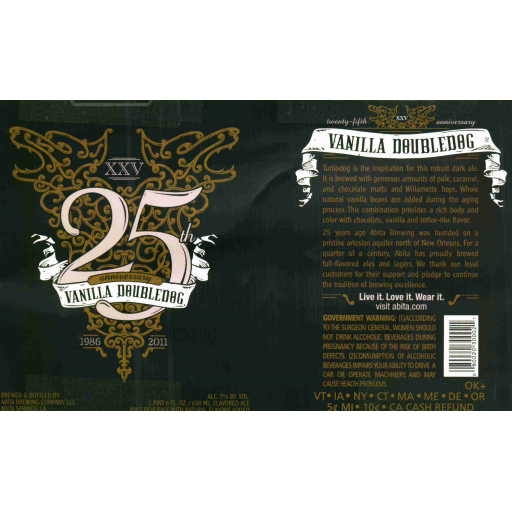 XXV
25th
anniversary
VANILLA DOUBLEDOG
1986 2011
BREWED & BOTTLED BY
ABITA BREWING COMPANY LLC
ABITA SPRINGS, LA
ALC. 7% BY VOL.
1 PINT 6 FL. OZ. / 650 ML. FLAVORED ALE
MALT BEVERAGE WITH NATURAL FLAVORS ADDED
XXV
twenty-fifth anniversary
VANILLA DOUBLEDOG
Turbodog is the inspiration for this robust dark ale.
It is brewed with generous amounts of pale, caramel
and chocolate malts and Willamette hops. Whole
natural vanilla beans are added during the aging
process. This combination provides a rich body and
color with chocolate, vanilla and toffee-like flavor.
25 years ago Abita Brewing was founded on a
pristine artesian aquifer north of New Orleans. For a
quarter of a century, Abita has proudly brewed
full-flavored ales and lagers. We thank our loyal
customers for their support and pledge to continue
the tradition of brewing excellence.
Live it. Love it. Wear it.
visit abita.com
GOVERNMENT WARNING: (1)ACCORDING
TO THE SURGEON GENERAL, WOMEN SHOULD
NOT DRINK ALCOHOLIC BEVERAGES DURING
PREGNANCY BECAUSE OF THE RISK OF BIRTH
DEFECTS. (2)CONSUMPTION OF ALCOHOLIC
BEVERAGES IMPAIRS YOUR ABILITY TO DRIVE A
CAR OR OPERATE MACHINERY, AND MAY
CAUSE HEALTH PROBLEMS.
OK+
VT • IA • NY • CT • MA • ME • DE • OR
5¢ MI • 10¢ • CA CASH REFUND